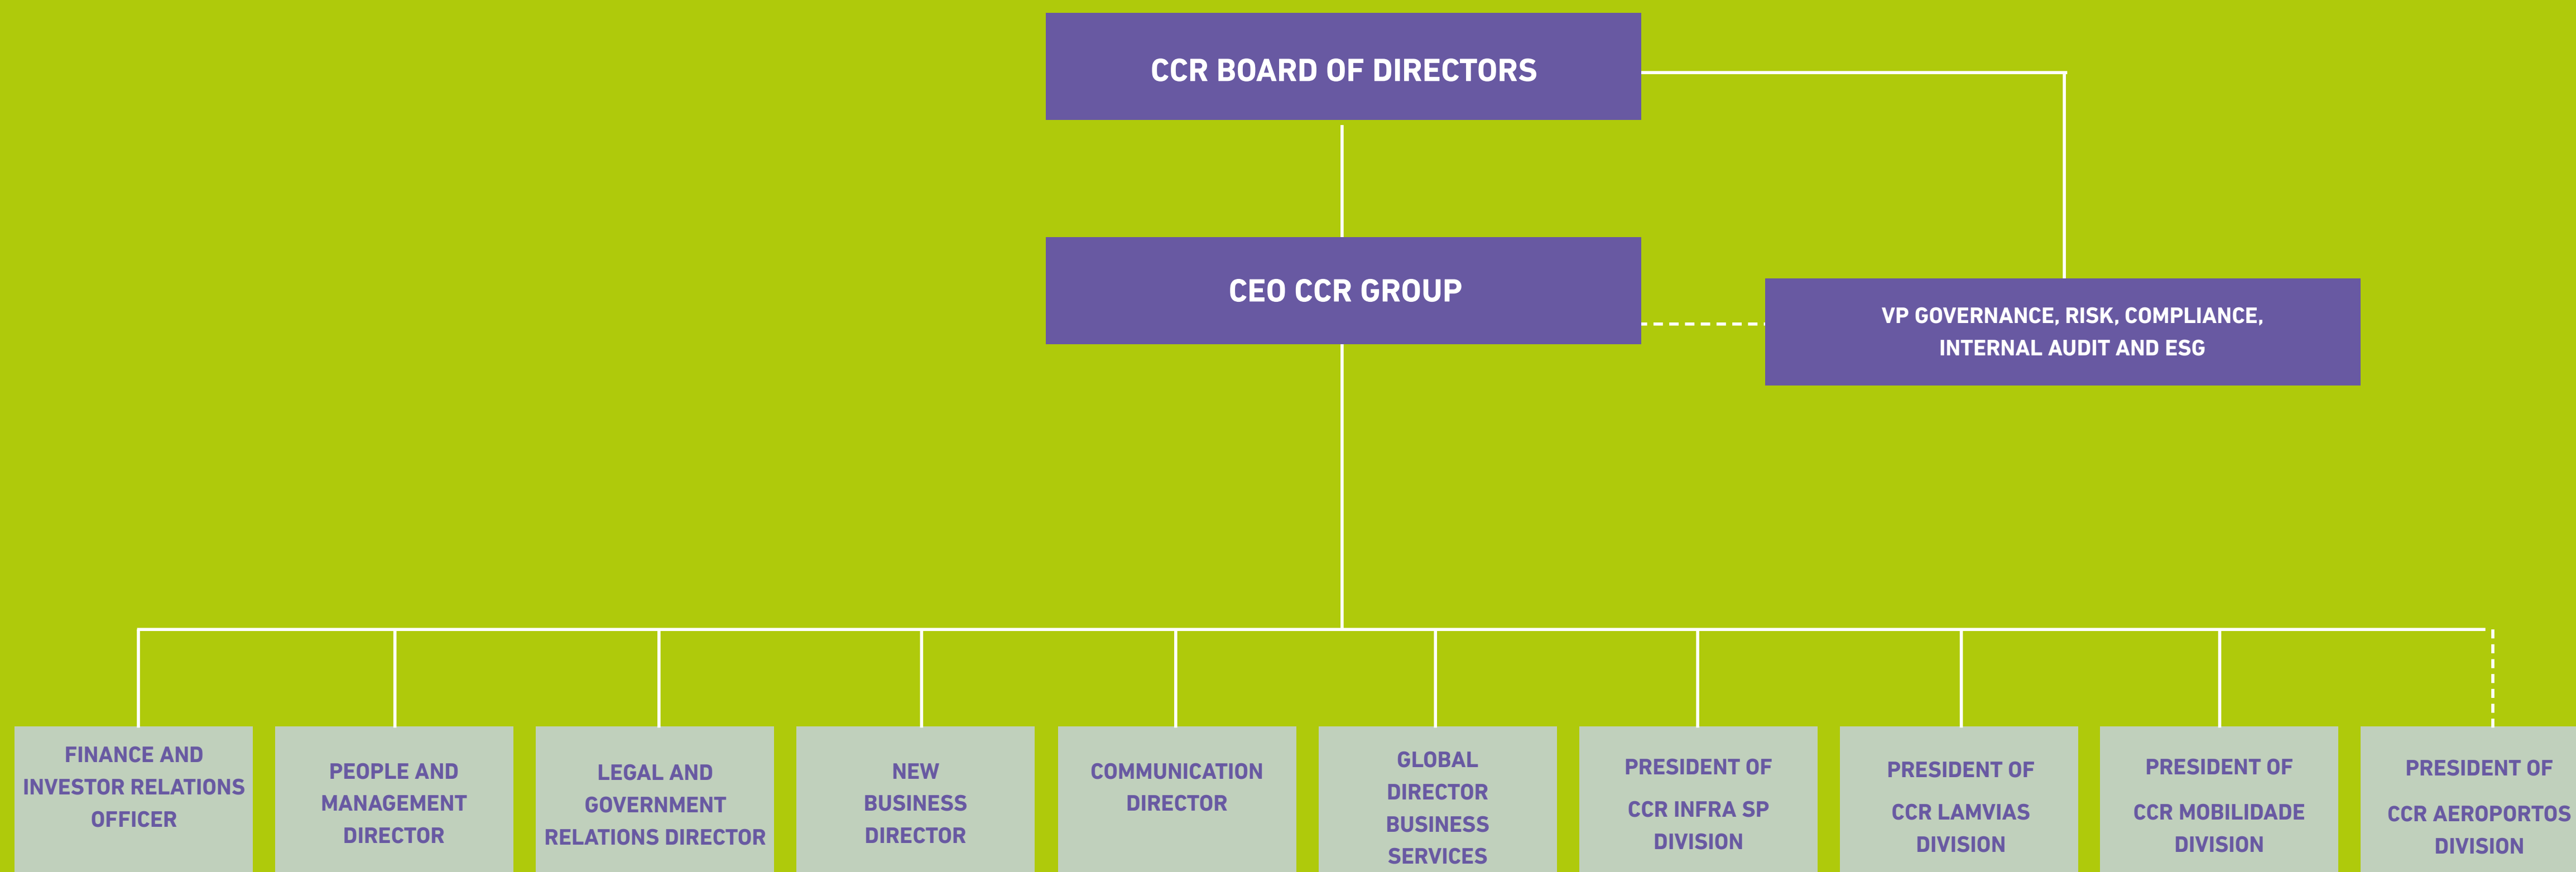 CCR BOARD OF DIRECTORS
CEO CCR GROUP
VP GOVERNANCE, RISK, COMPLIANCE,
INTERNAL AUDIT AND ESG
FINANCE AND
INVESTOR RELATIONS
OFFICER
PEOPLE AND
MANAGEMENT
DIRECTOR
LEGAL AND
GOVERNMENT
RELATIONS DIRECTOR
NEW
BUSINESS
DIRECTOR
COMMUNICATION
DIRECTOR
GLOBAL
DIRECTOR
BUSINESS
SERVICES
PRESIDENT OF
CCR INFRA SP
DIVISION
PRESIDENT OF
CCR LAMVIAS
DIVISION
PRESIDENT OF
CCR MOBILIDADE
DIVISION
PRESIDENT OF
CCR AEROPORTOS
DIVISION